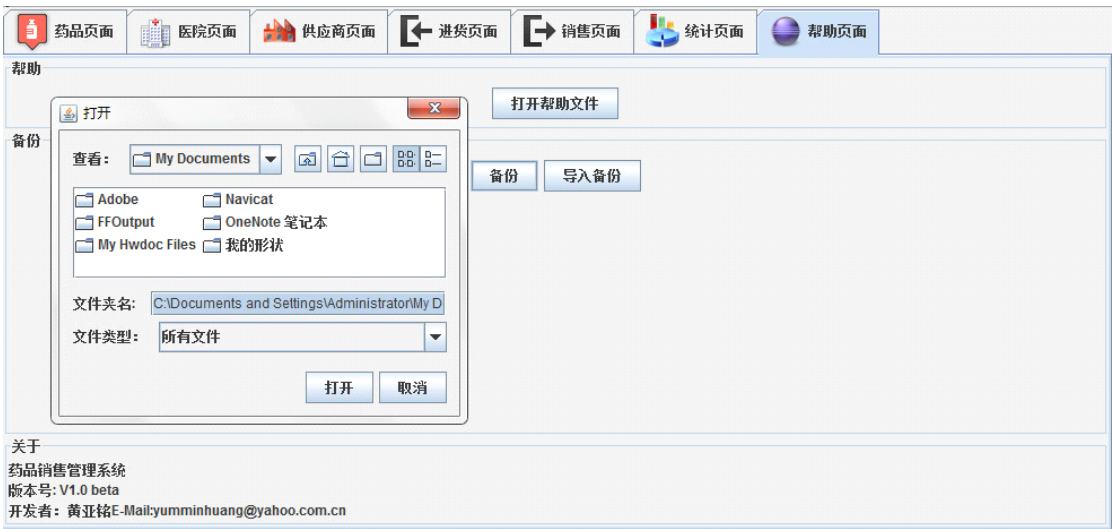 药品页面 医院页面 供应商页面 进货页面 销售页面 统计页面 帮助页面
帮助
打开帮助文件
备份
备份 导入备份
打开
查看： My Documents
Adobe Navicat
FFOutput OneNote 笔记本
My Hwdoc Files 我的形状
文件夹名: C:\Documents and Settings\Administrator\My D
文件类型： 所有文件
打开 取消
关于
药品销售管理系统
版本号: V1.0 beta
开发者：黄亚铭E-Mail:yumminhuang@yahoo.com.cn